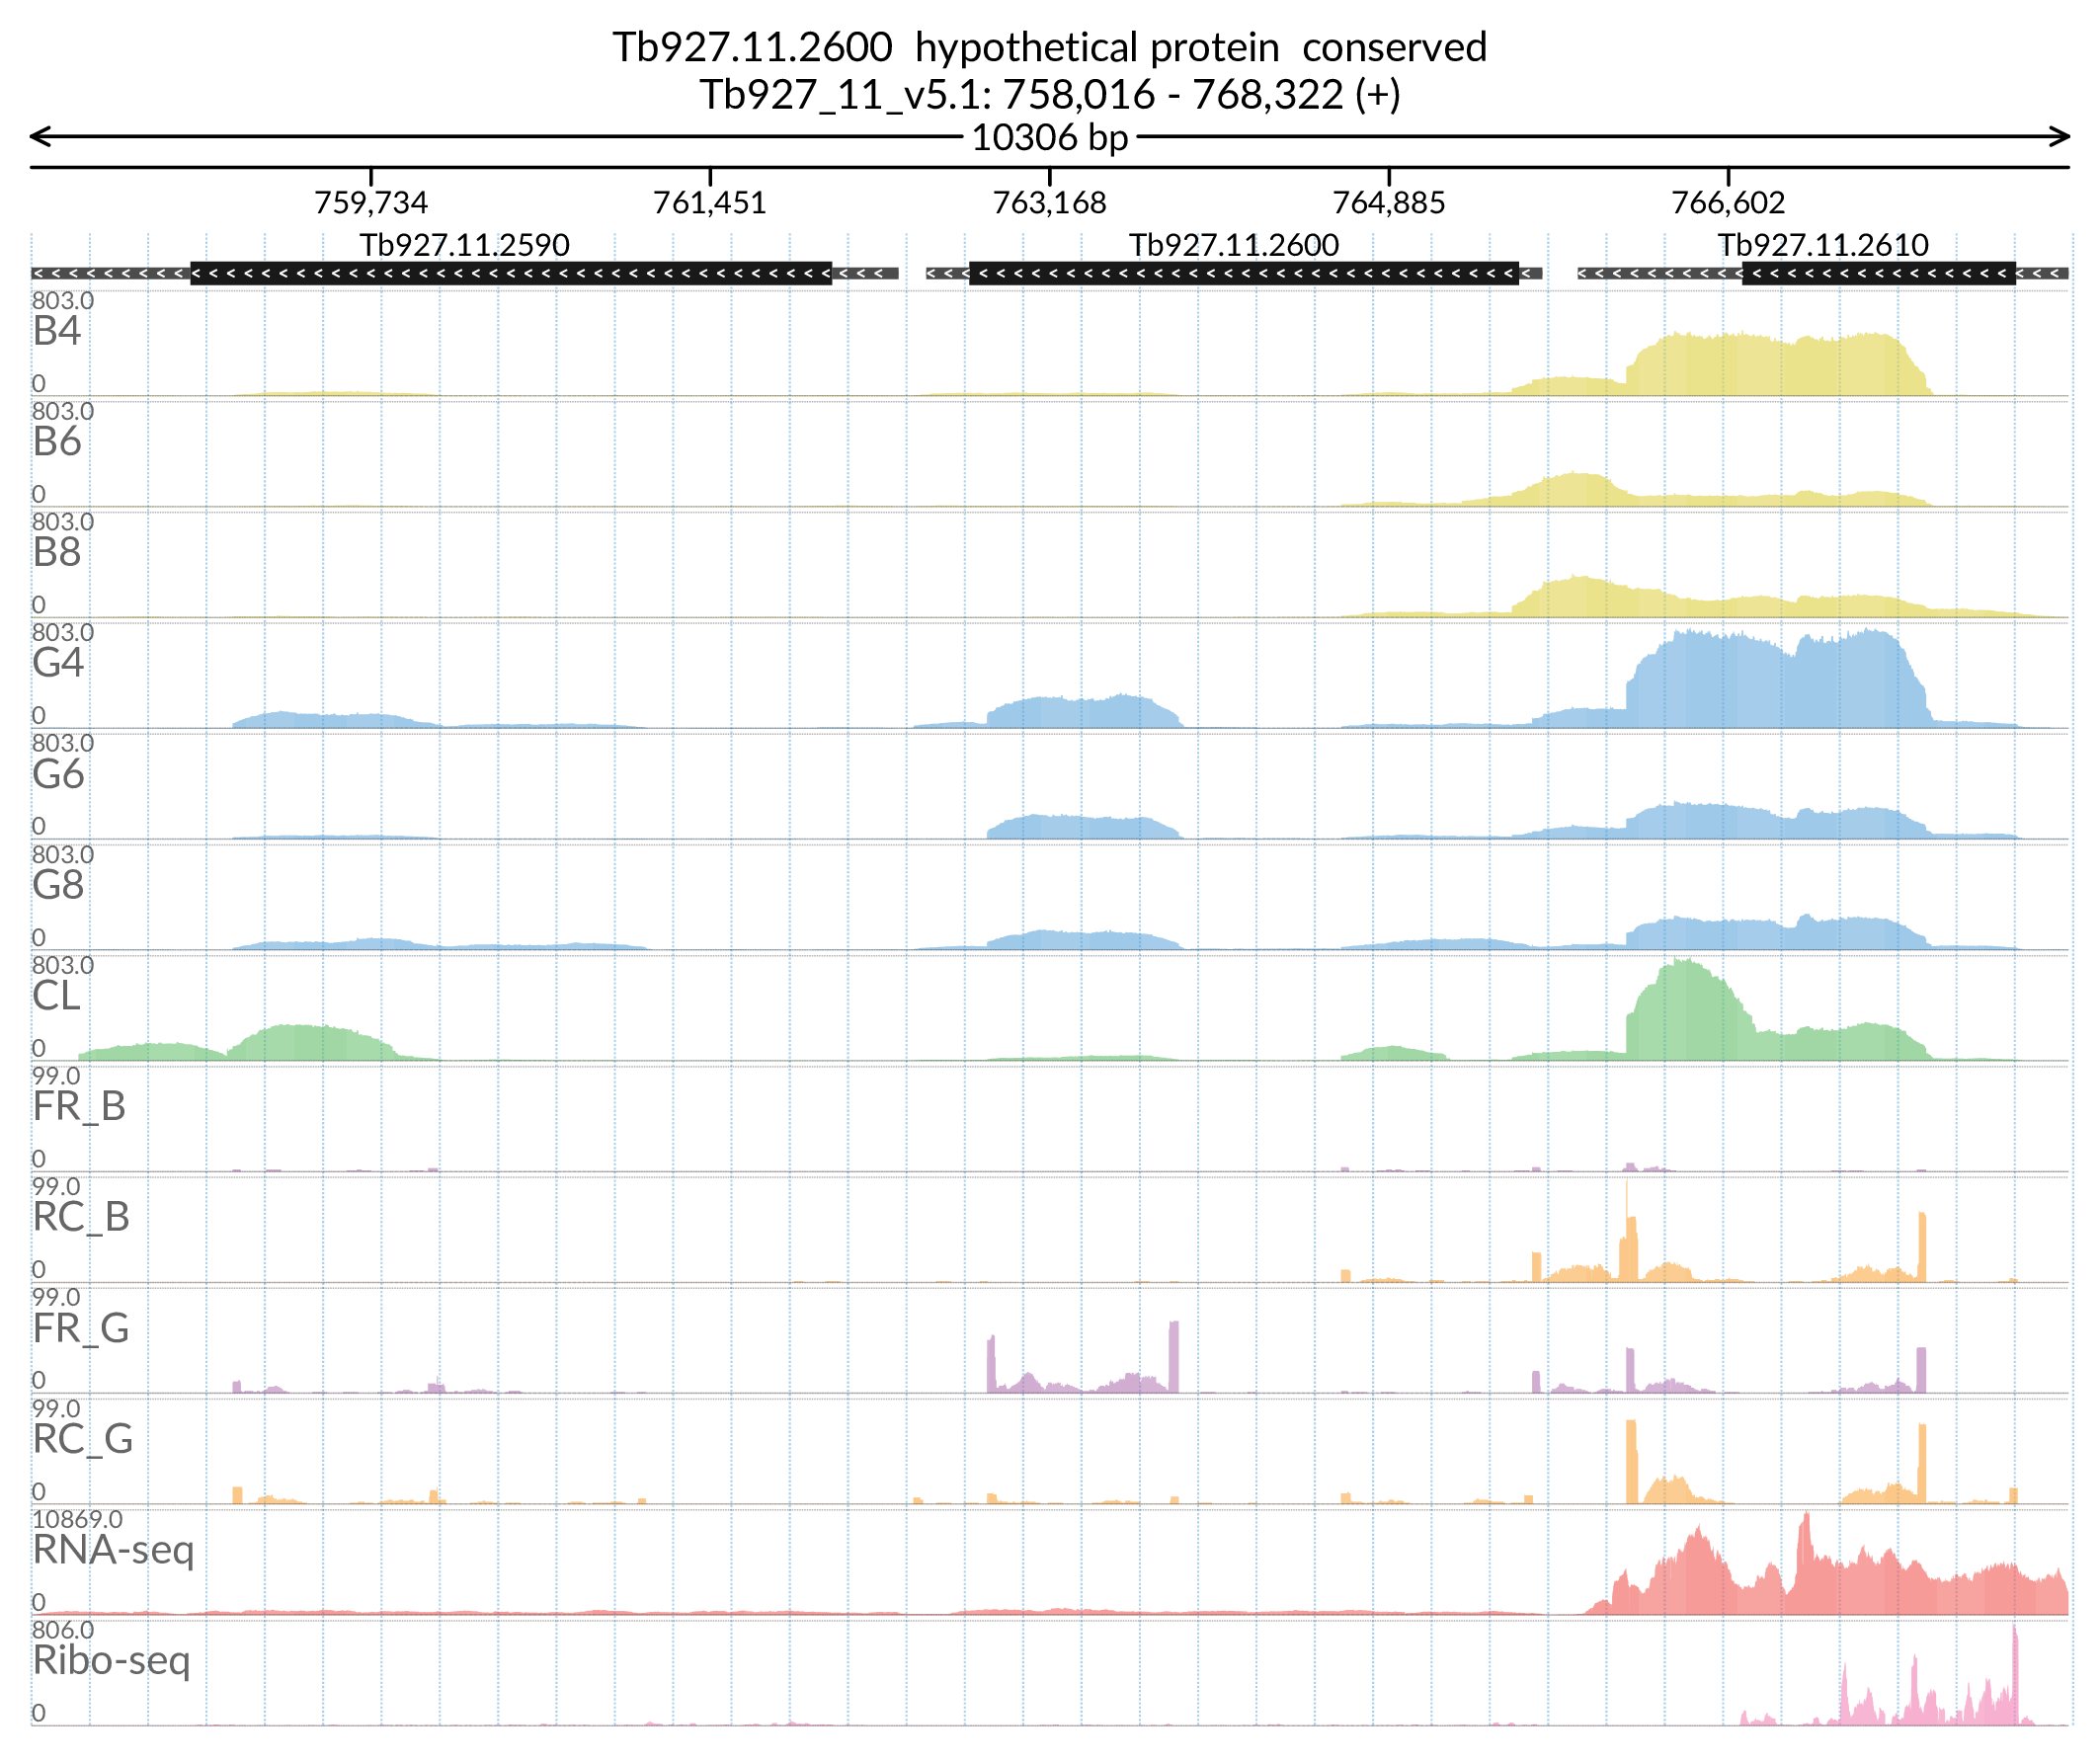 Tb927.11.2600  hypothetical protein  conserved
Tb927_11_v5.1: 758,016 - 768,322 (+)
10306 bp
759,734 761,451 763,168 764,885 766,602
Tb927.11.2590 Tb927.11.2600 Tb927.11.2610
803.0
B4
0
803.0
B6
0
803.0
B8
0
803.0
G4
0
803.0
G6
0
803.0
G8
0
803.0
CL
0
99.0
FR_B
0
99.0
RC_B
0
99.0
FR_G
0
99.0
RC_G
0
10869.0
RNA-seq
0
806.0
Ribo-seq
0